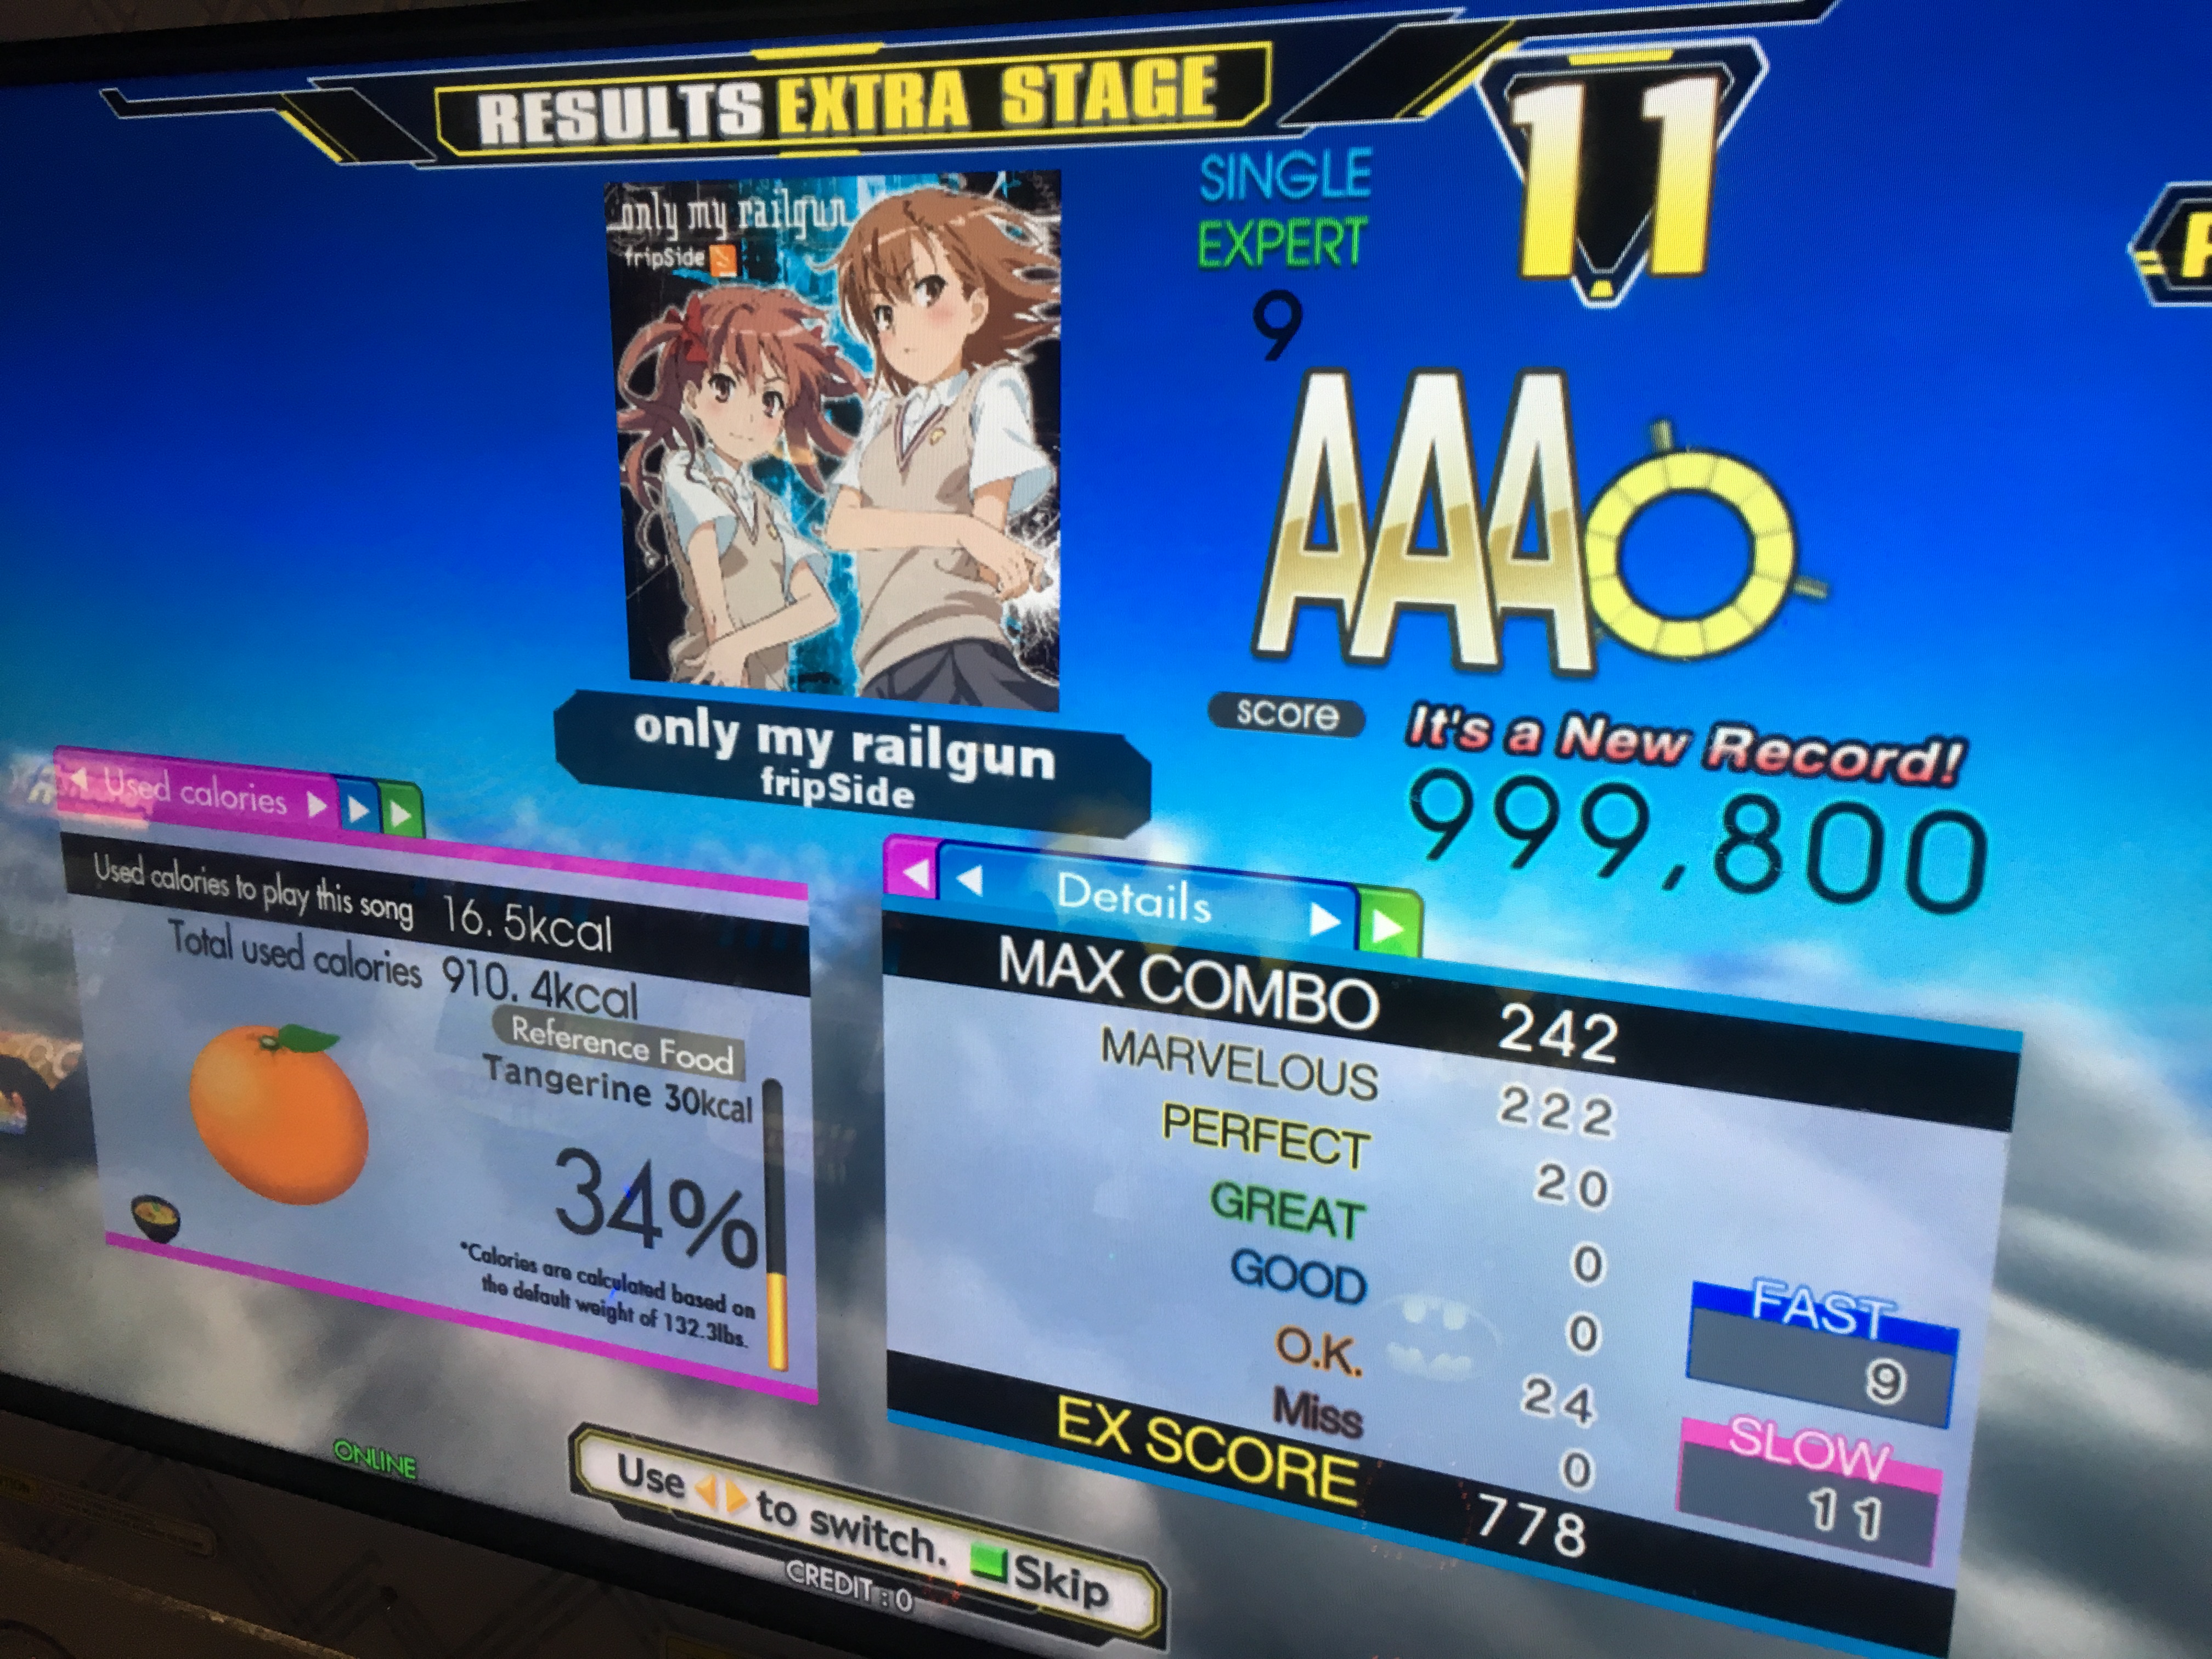 RESULTS EXTRA STAGE
11
only my railgun
fripSide
SINGLE
EXPERT
9
AAA
score
It's a New Record!
999,800
only my railgun
fripSide
Used calories
Used calories to play this song 16.5kcal
Total used calories 910.4kcal
Reference Food
Tangerine 30kcal
34%
*Calories are calculated based on
the default weight of 132.3lbs.
Details
MAX COMBO 242
MARVELOUS 222
PERFECT 20
GREAT 0
GOOD 0
O.K. 24
Miss 0
EX SCORE 778
FAST
9
SLOW
11
ONLINE
Use to switch. Skip
CREDIT : 0